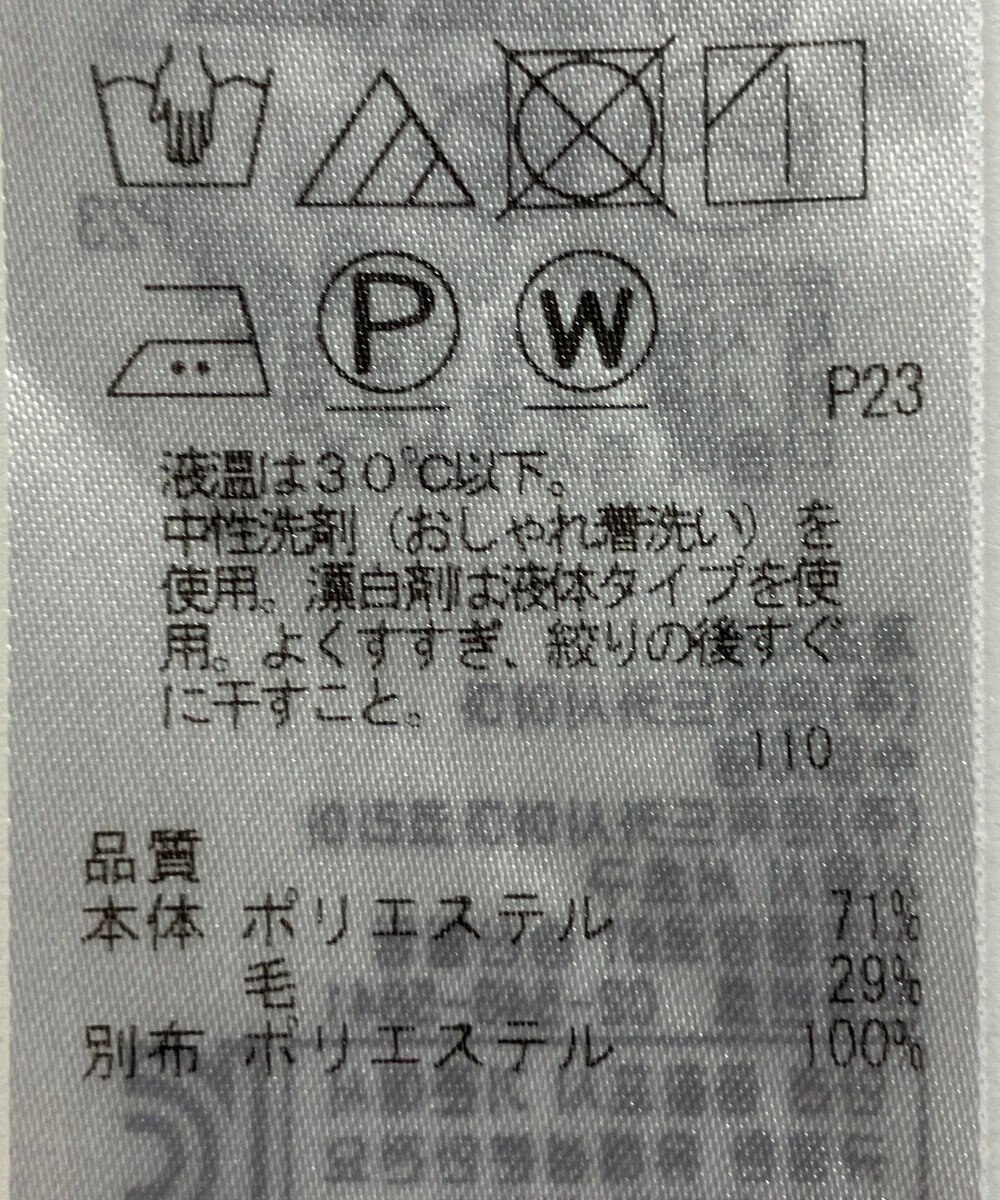 P W
P23
液温は30℃以下。
中性洗剤（おしゃれ着洗い）を
使用。漂白剤は液体タイプを使
用。よくすすぎ、絞りの後すぐ
に干すこと。
110
品質
本体 ポリエステル 71%
毛 29%
別布 ポリエステル 100%